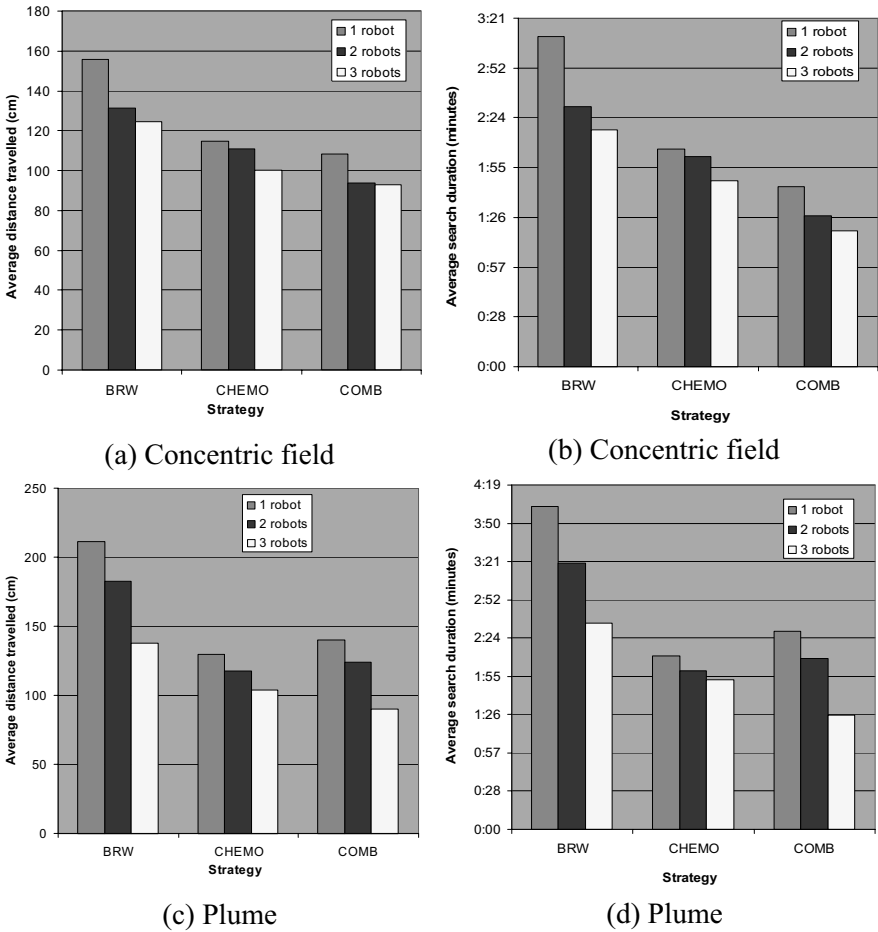 180
160
140
120
100
80
60
40
20
0
Average distance travelled (cm)
1 robot
2 robots
3 robots
BRW CHEMO COMB
Strategy
(a) Concentric field
3:21
2:52
2:24
1:55
1:26
0:57
0:28
0:00
Average search duration (minutes)
1 robot
2 robots
3 robots
BRW CHEMO COMB
Strategy
(b) Concentric field
250
200
150
100
50
0
Average distance travelled (cm)
1 robot
2 robots
3 robots
BRW CHEMO COMB
Strategy
(c) Plume
4:19
3:50
3:21
2:52
2:24
1:55
1:26
0:57
0:28
0:00
Average search duration (minutes)
1 robot
2 robots
3 robots
BRW CHEMO COMB
Strategy
(d) Plume